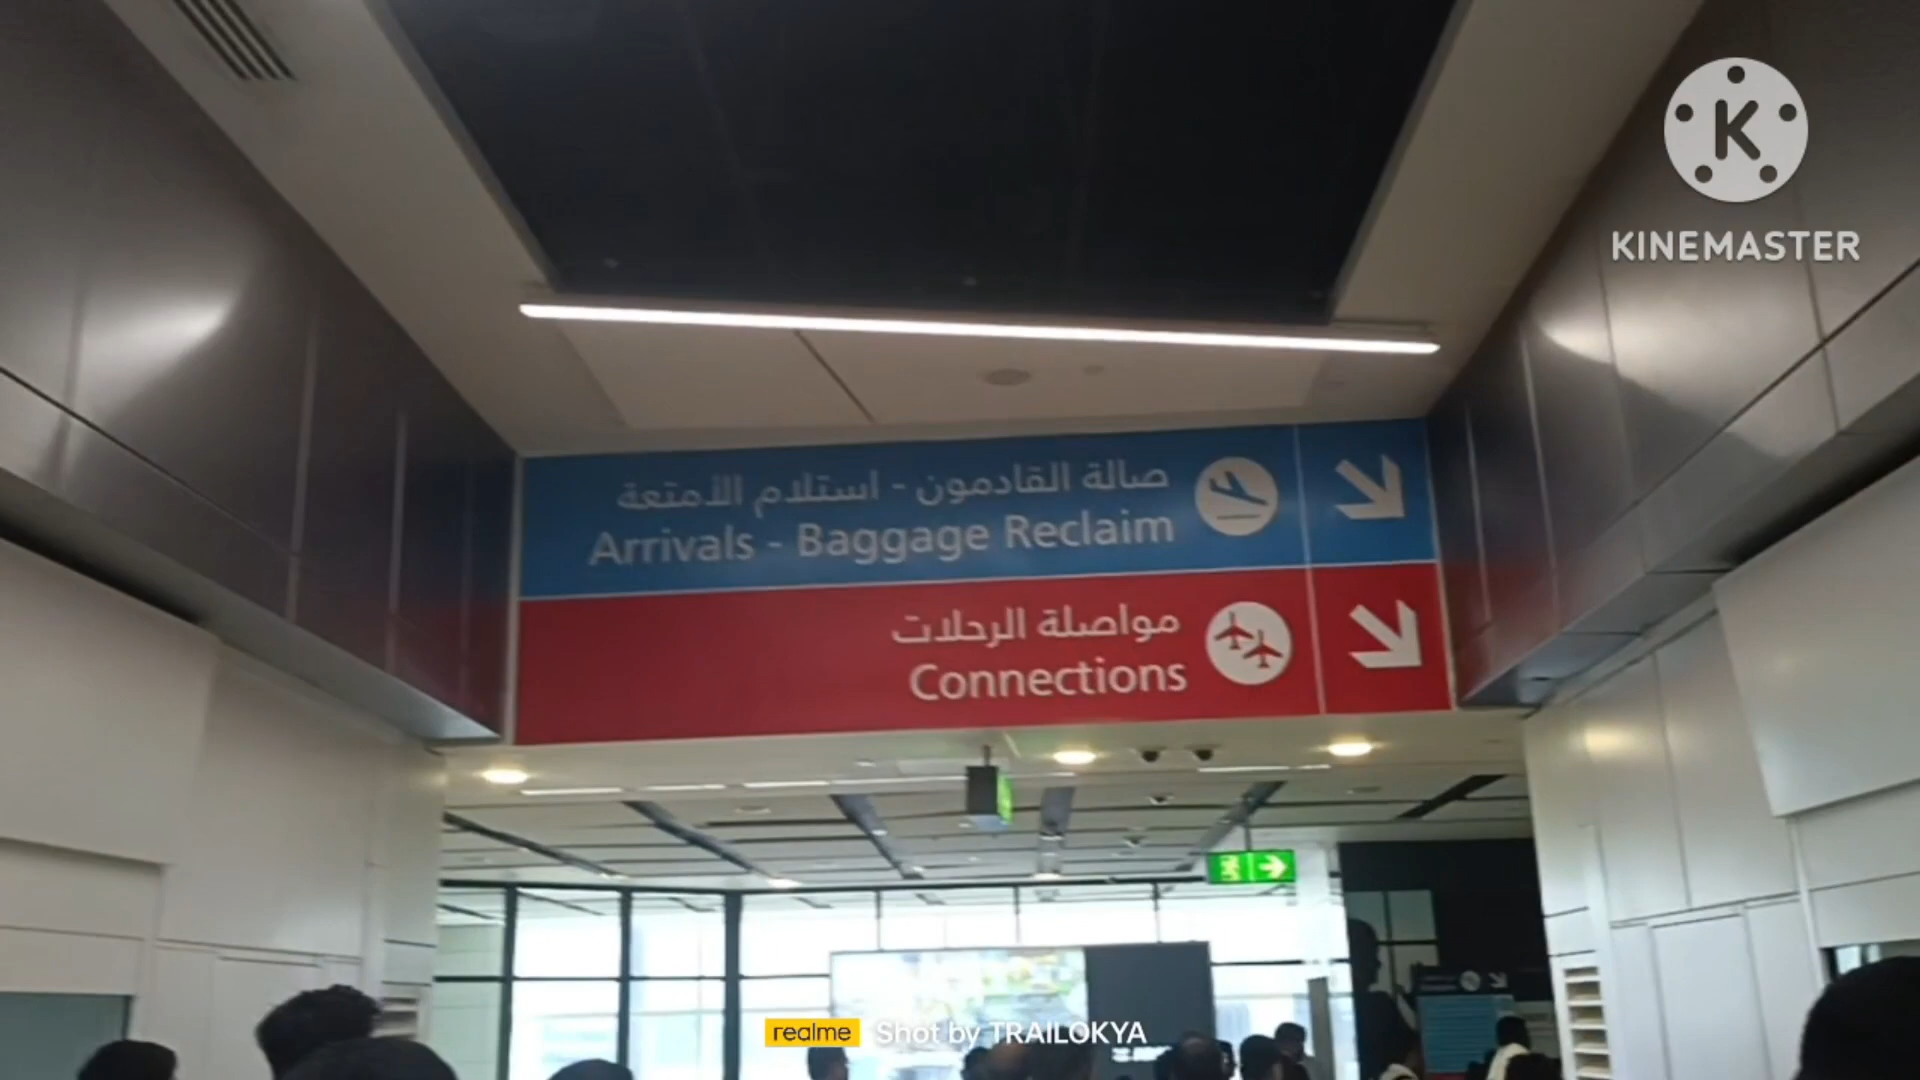 K
KINEMASTER
صالة القادمون - استلام الأمتعة
Arrivals - Baggage Reclaim
مواصلة الرحلات
Connections
realme Shot by TRAILOKYA